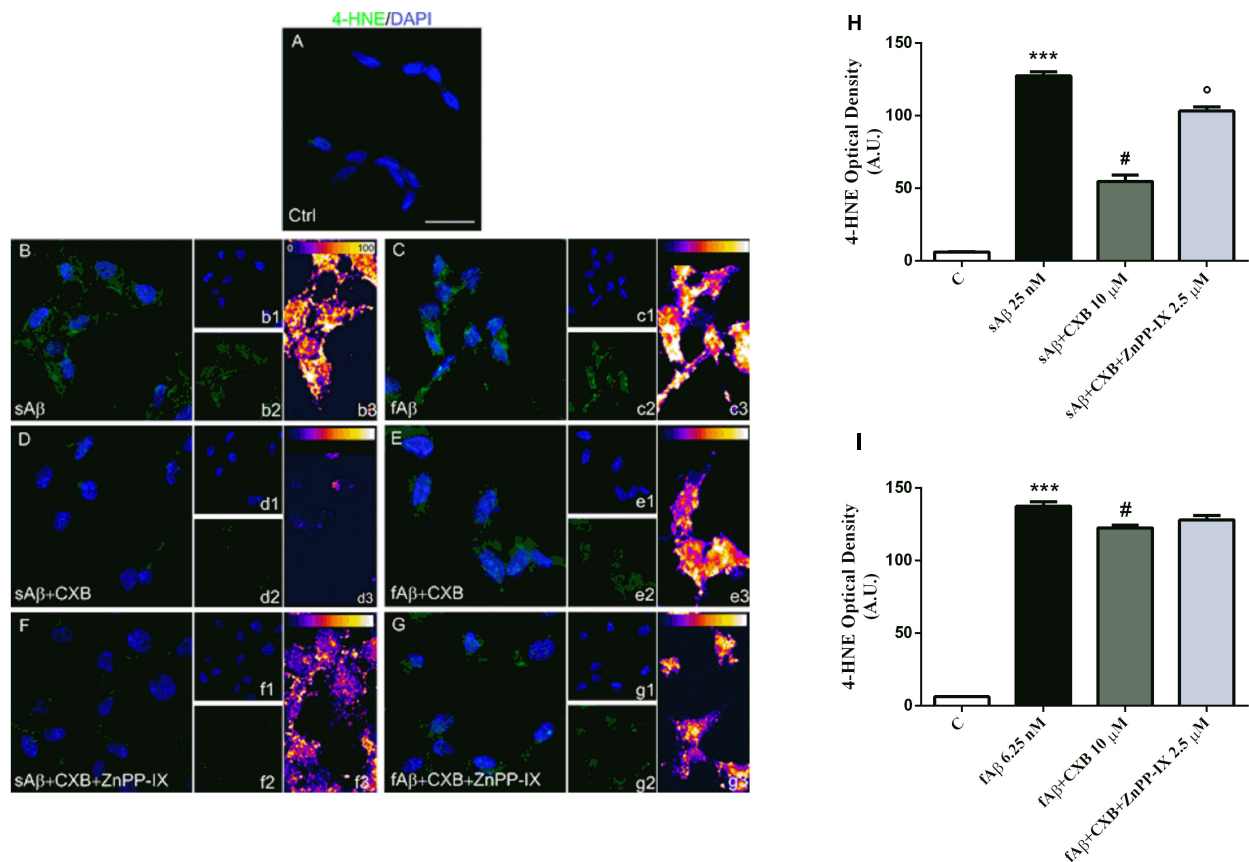 4-HNE/DAPI
A
Ctrl
B
sAβ
b1
b2
0 100
b3
C
fAβ
c1
c2
c3
D
sAβ+CXB
d1
d2
d3
E
fAβ+CXB
e1
e2
e3
F
sAβ+CXB+ZnPP-IX
f1
f2
f3
G
fAβ+CXB+ZnPP-IX
g1
g2
g3
H
4-HNE Optical Density
(A.U.)
150
100
50
0
***
#
°
C
sAβ 25 nM
sAβ+CXB 10 μM
sAβ+CXB+ZnPP-IX 2.5 μM
I
4-HNE Optical Density
(A.U.)
150
100
50
0
***
#
C
fAβ 6.25 nM
fAβ+CXB 10 μM
fAβ+CXB+ZnPP-IX 2.5 μM